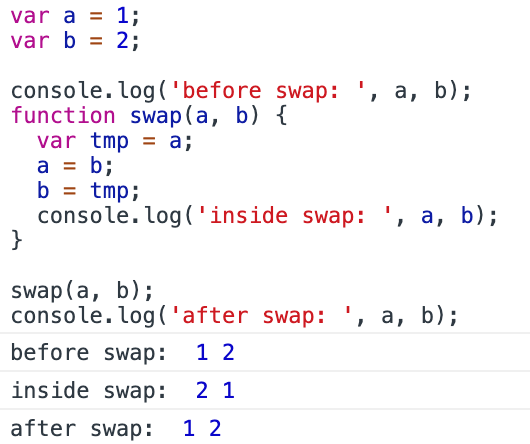 var a = 1;
var b = 2;

console.log('before swap: ', a, b);
function swap(a, b) {
  var tmp = a;
  a = b;
  b = tmp;
  console.log('inside swap: ', a, b);
}

swap(a, b);
console.log('after swap: ', a, b);
before swap:  1 2
inside swap:  2 1
after swap:  1 2